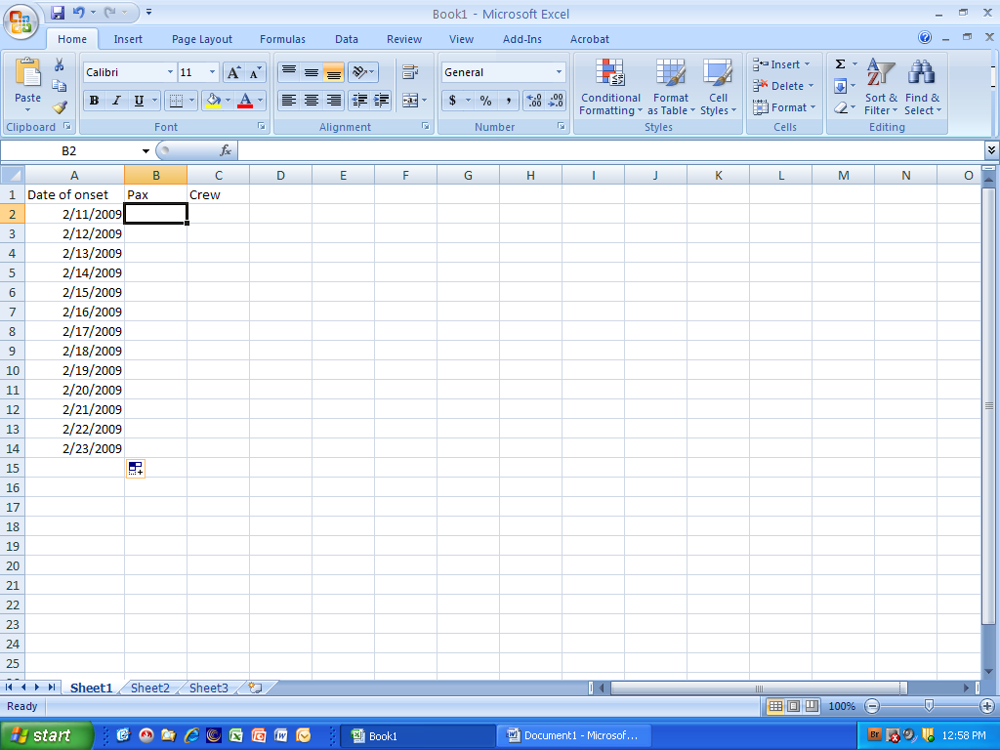 Book1 - Microsoft Excel
Home Insert Page Layout Formulas Data Review View Add-Ins Acrobat
Paste
Clipboard
Calibri 11
B I U A
Font
Alignment
General
$ % ,
Number
Conditional Formatting
Format as Table
Cell Styles
Styles
Insert
Delete
Format
Cells
Σ
Sort & Filter
Find & Select
Editing
B2 fx
A B C D E F G H I J K L M N O
1 Date of onset Pax Crew
2 2/11/2009
3 2/12/2009
4 2/13/2009
5 2/14/2009
6 2/15/2009
7 2/16/2009
8 2/17/2009
9 2/18/2009
10 2/19/2009
11 2/20/2009
12 2/21/2009
13 2/22/2009
14 2/23/2009
15
16
17
18
19
20
21
22
23
24
25
Sheet1 Sheet2 Sheet3
Ready 100%
start Book1 Document1 - Microsof... Br 12:58 PM